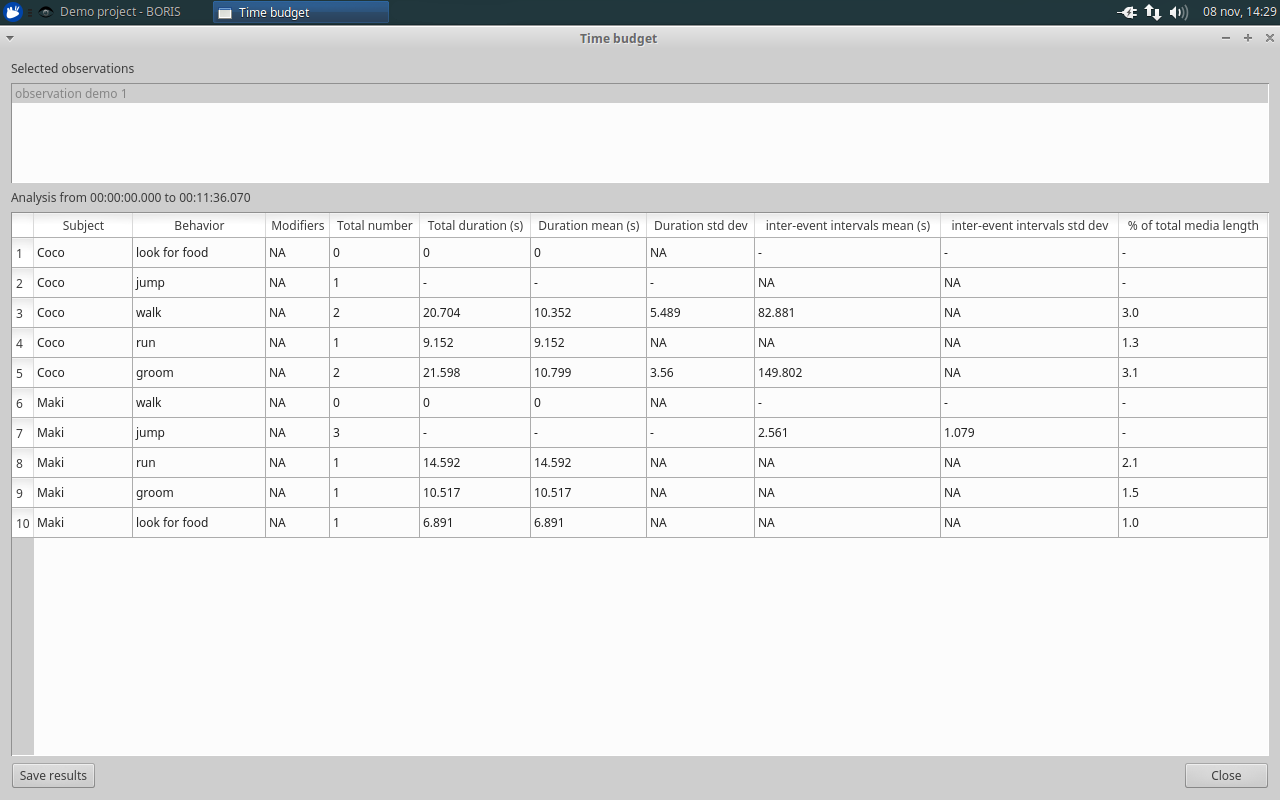 Demo project - BORIS Time budget 08 nov, 14:29
Time budget
Selected observations
observation demo 1
Analysis from 00:00:00.000 to 00:11:36.070
Subject Behavior Modifiers Total number Total duration (s) Duration mean (s) Duration std dev inter-event intervals mean (s) inter-event intervals std dev % of total media length
1 Coco look for food NA 0 0 0 NA - - -
2 Coco jump NA 1 - - - NA NA -
3 Coco walk NA 2 20.704 10.352 5.489 82.881 NA 3.0
4 Coco run NA 1 9.152 9.152 NA NA NA 1.3
5 Coco groom NA 2 21.598 10.799 3.56 149.802 NA 3.1
6 Maki walk NA 0 0 0 NA - - -
7 Maki jump NA 3 - - - 2.561 1.079 -
8 Maki run NA 1 14.592 14.592 NA NA NA 2.1
9 Maki groom NA 1 10.517 10.517 NA NA NA 1.5
10 Maki look for food NA 1 6.891 6.891 NA NA NA 1.0
Save results Close